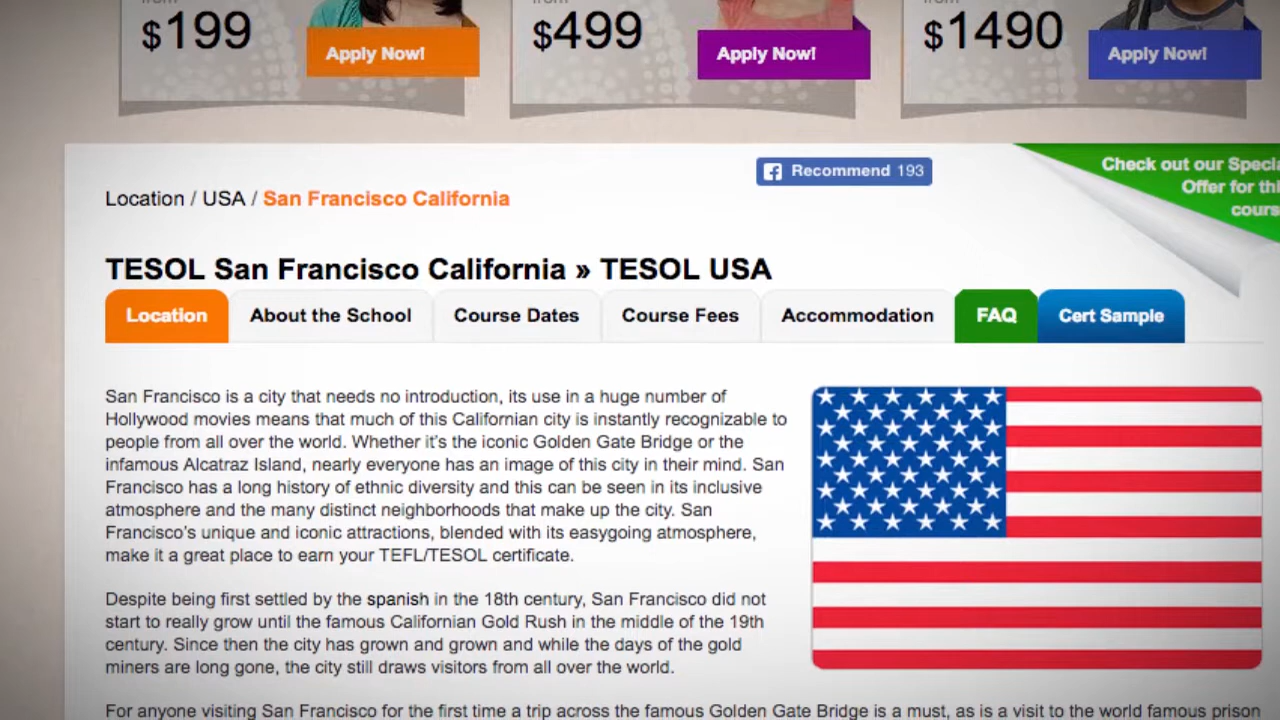 $199
$499
$1490
Apply Now!
Apply Now!
Apply Now!
Recommend 193
Check out our Specia
Offer for thi
cours
Location / USA / San Francisco California
TESOL San Francisco California » TESOL USA
Location
About the School
Course Dates
Course Fees
Accommodation
FAQ
Cert Sample
San Francisco is a city that needs no introduction, its use in a huge number of
Hollywood movies means that much of this Californian city is instantly recognizable to
people from all over the world. Whether it's the iconic Golden Gate Bridge or the
infamous Alcatraz Island, nearly everyone has an image of this city in their mind. San
Francisco has a long history of ethnic diversity and this can be seen in its inclusive
atmosphere and the many distinct neighborhoods that make up the city. San
Francisco's unique and iconic attractions, blended with its easygoing atmosphere,
make it a great place to earn your TEFL/TESOL certificate.
Despite being first settled by the spanish in the 18th century, San Francisco did not
start to really grow until the famous Californian Gold Rush in the middle of the 19th
century. Since then the city has grown and grown and while the days of the gold
miners are long gone, the city still draws visitors from all over the world.
For anyone visiting San Francisco for the first time a trip across the famous Golden Gate Bridge is a must, as is a visit to the world famous prison